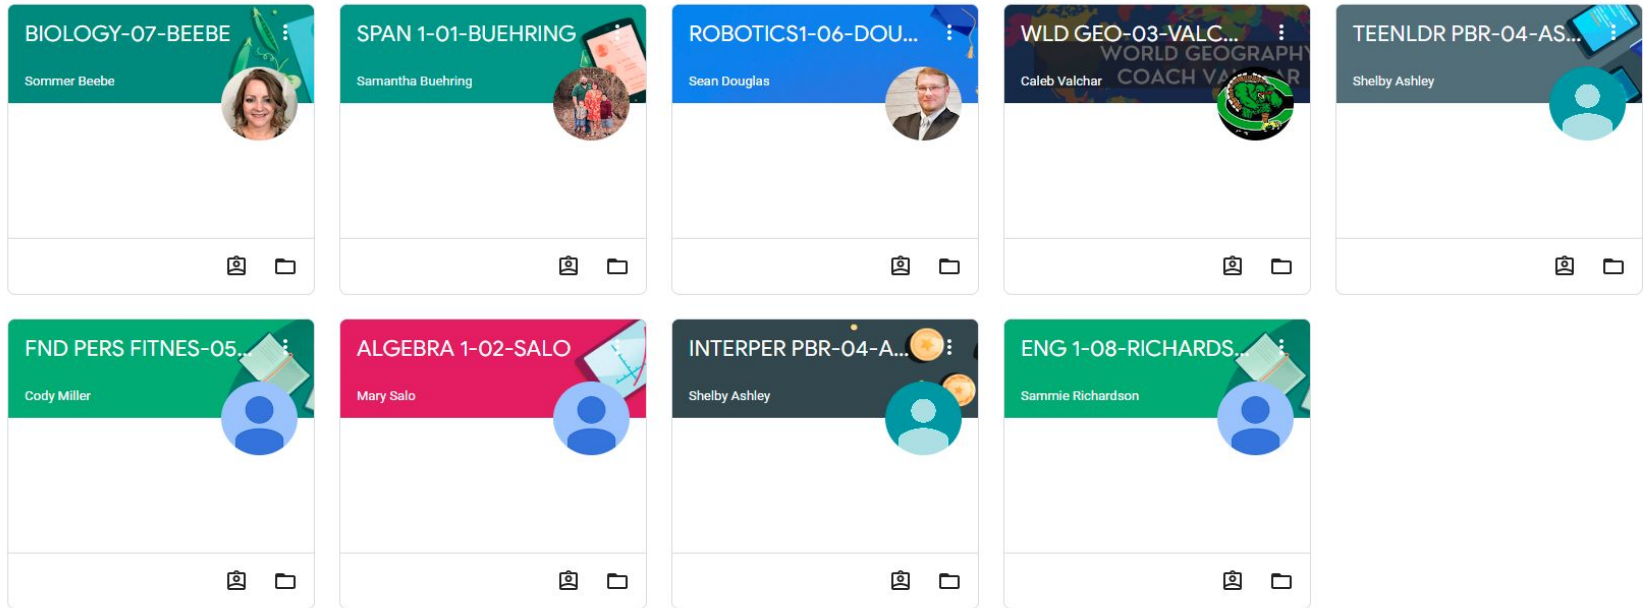 BIOLOGY-07-BEEBE
Sommer Beebe
SPAN 1-01-BUEHRING
Samantha Buehring
ROBOTICS1-06-DOU...
Sean Douglas
WLD GEO-03-VALC...
WORLD GEOGRAPHY
COACH VA
Caleb Valchar
TEENLDR PBR-04-AS...
Shelby Ashley
FND PERS FITNES-05...
Cody Miller
ALGEBRA 1-02-SALO
Mary Salo
INTERPER PBR-04-A...
Shelby Ashley
ENG 1-08-RICHARDS...
Sammie Richardson